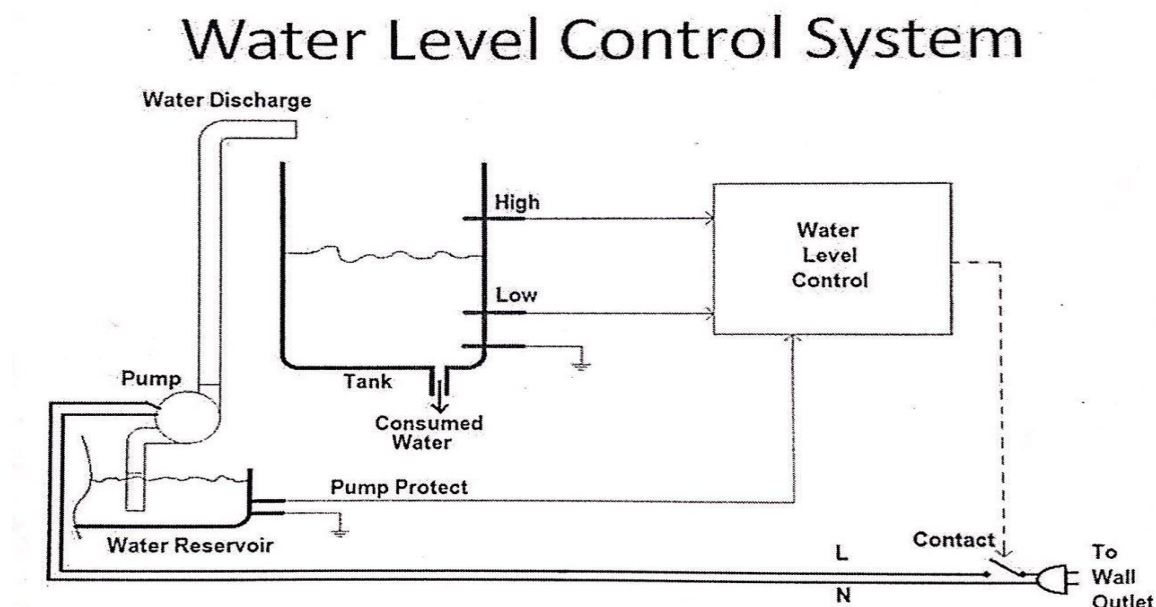 Water Level Control System
Water Discharge
High
Water
Level
Control
Low
Pump
Tank
Consumed
Water
Pump Protect
Water Reservoir
Contact
L
N
To
Wall
Outlet